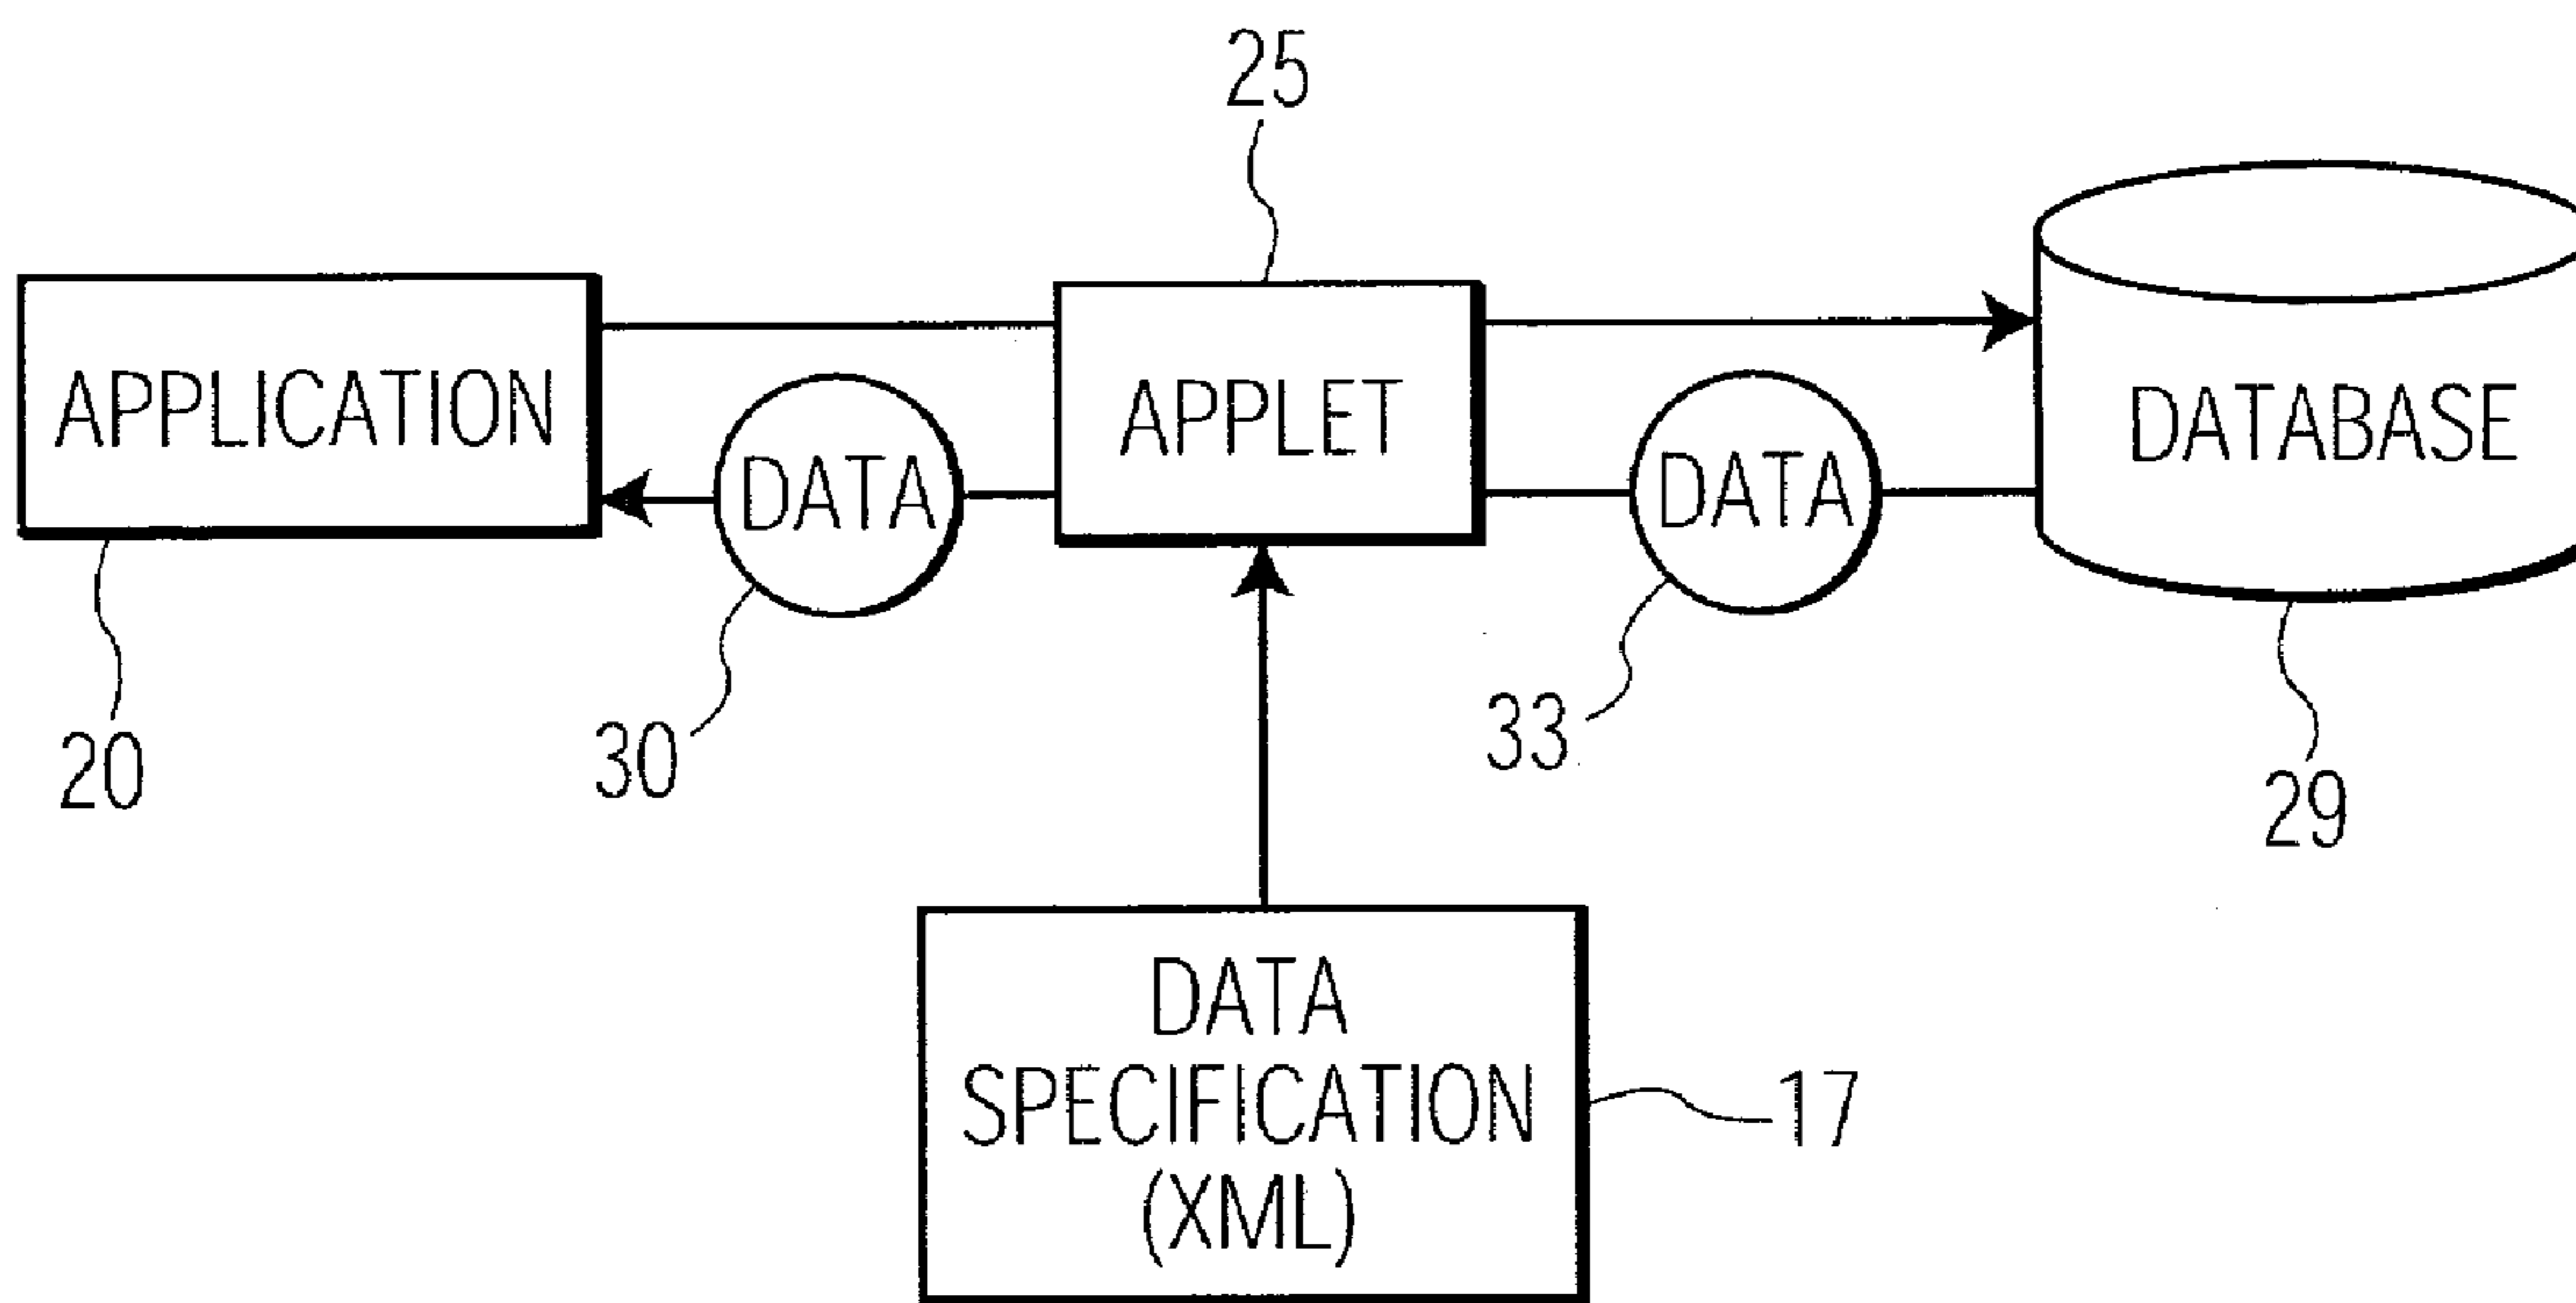 25
APPLICATION
DATA
APPLET
DATA
DATABASE
20
30
33
29
DATA
SPECIFICATION
(XML)
17